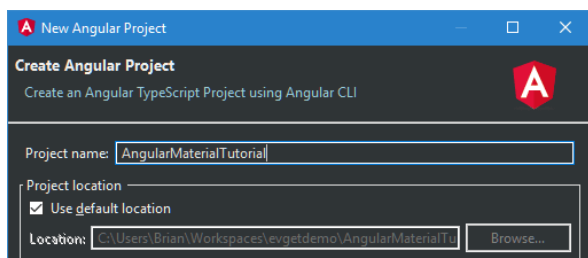 New Angular Project
Create Angular Project
Create an Angular TypeScript Project using Angular CLI
Project name: AngularMaterialTutorial
Project location
Use default location
Location: C:\Users\Brian\Workspaces\evgetdemo\AngularMaterialTu Browse...